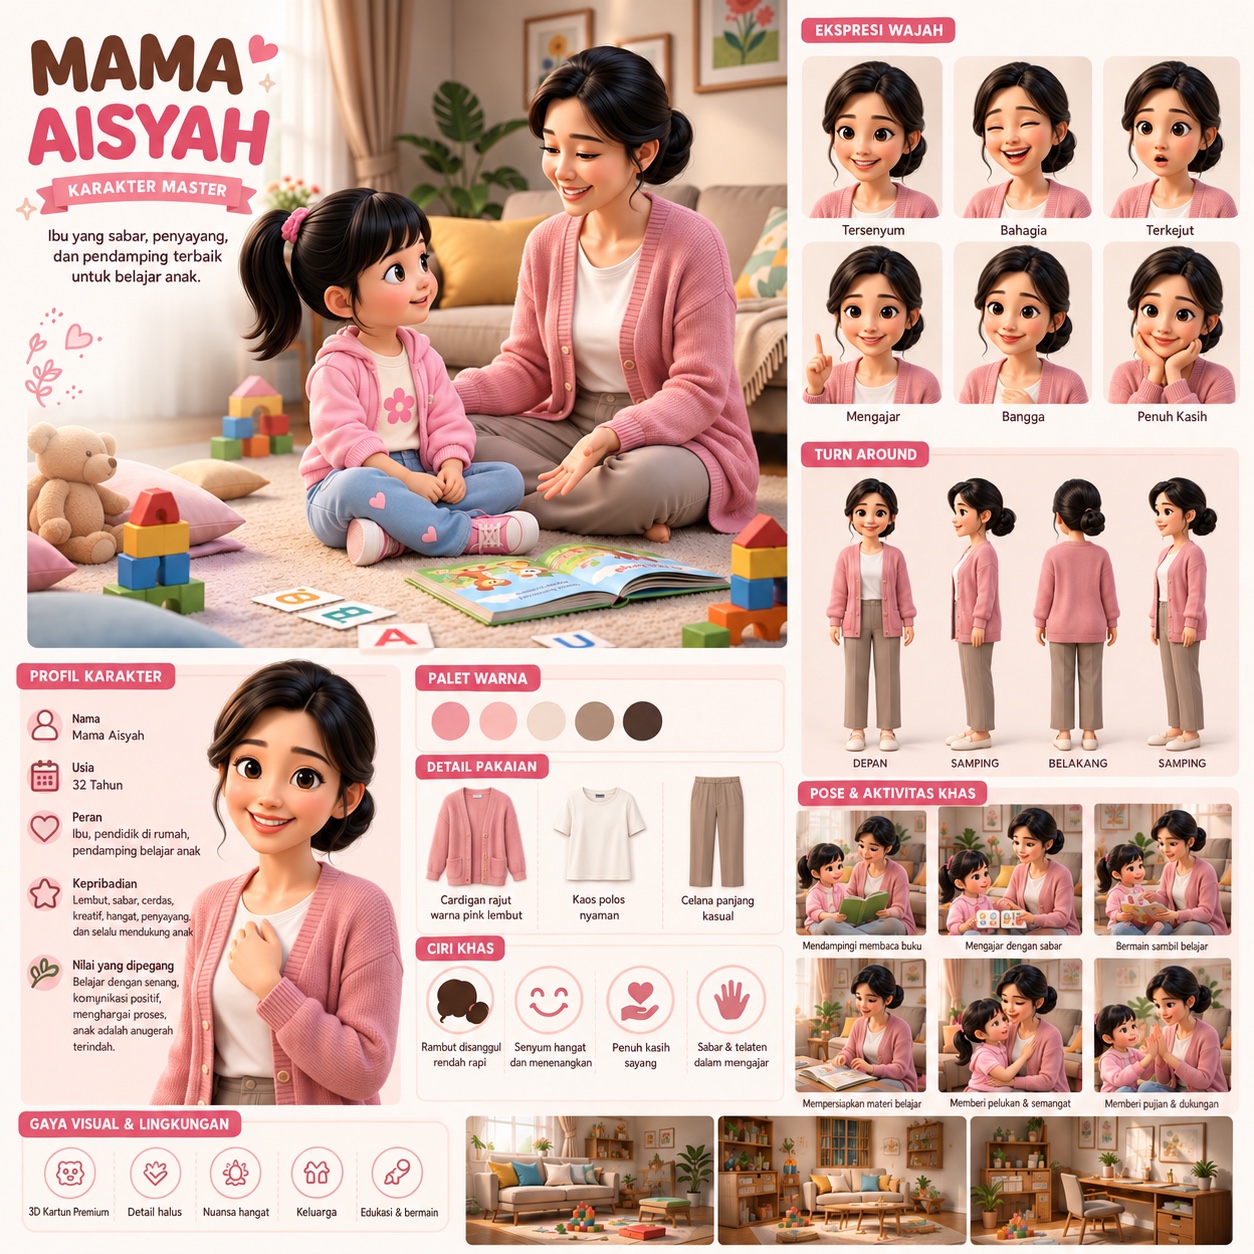 MAMA
AISYAH
KARAKTER MASTER
Ibu yang sabar, penyayang,
dan pendamping terbaik
untuk belajar anak.
A
U
EKSPRESI WAJAH
Tersenyum
Bahagia
Terkejut
Mengajar
Bangga
Penuh Kasih
TURN AROUND
DEPAN
SAMPING
BELAKANG
SAMPING
PROFIL KARAKTER
Nama
Mama Aisyah
Usia
32 Tahun
Peran
Ibu, pendidik di rumah,
pendamping belajar anak
Kepribadian
Lembut, sabar, cerdas,
kreatif, hangat, penyayang,
dan selalu mendukung anak
Nilai yang dipegang
Belajar dengan senang,
komunikasi positif,
menghargai proses,
anak adalah anugerah
terindah.
PALET WARNA
DETAIL PAKAIAN
Cardigan rajut
warna pink lembut
Kaos polos
nyaman
Celana panjang
kasual
CIRI KHAS
Rambut disanggul
rendah rapi
Senyum hangat
dan menenangkan
Penuh kasih
sayang
Sabar & telaten
dalam mengajar
POSE & AKTIVITAS KHAS
Mendampingi membaca buku
Mengajar dengan sabar
Bermain sambil belajar
Mempersiapkan materi belajar
Memberi pelukan & semangat
Memberi pujian & dukungan
GAYA VISUAL & LINGKUNGAN
3D Kartun Premium
Detail halus
Nuansa hangat
Keluarga
Edukasi & bermain